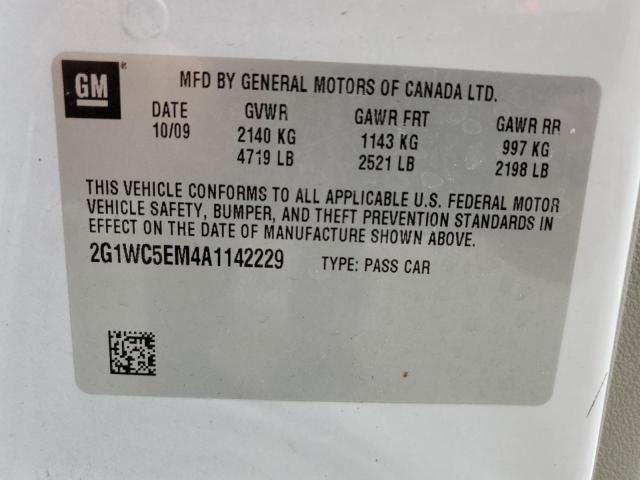 GM
MFD BY GENERAL MOTORS OF CANADA LTD.
DATE GVWR GAWR FRT GAWR RR
10/09 2140 KG 1143 KG 997 KG
4719 LB 2521 LB 2198 LB
THIS VEHICLE CONFORMS TO ALL APPLICABLE U.S. FEDERAL MOTOR
VEHICLE SAFETY, BUMPER, AND THEFT PREVENTION STANDARDS IN
EFFECT ON THE DATE OF MANUFACTURE SHOWN ABOVE.
2G1WC5EM4A1142229 TYPE: PASS CAR